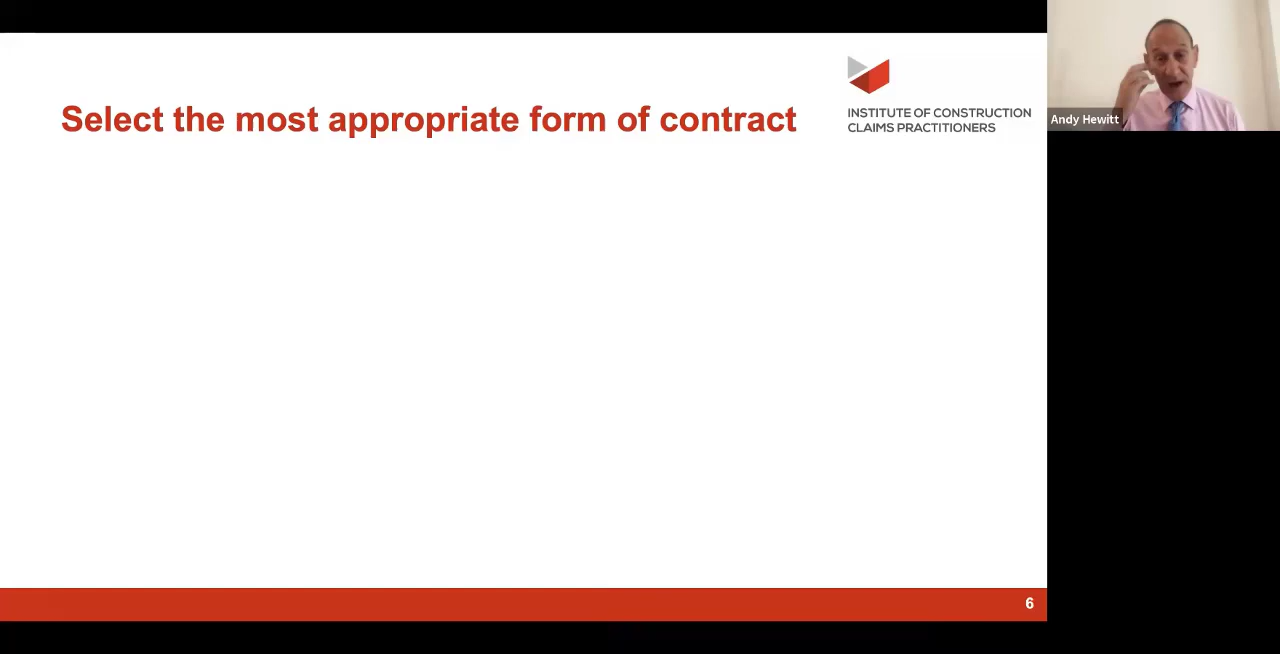 Select the most appropriate form of contract
INSTITUTE OF CONSTRUCTION
CLAIMS PRACTITIONERS
Andy Hewitt
6